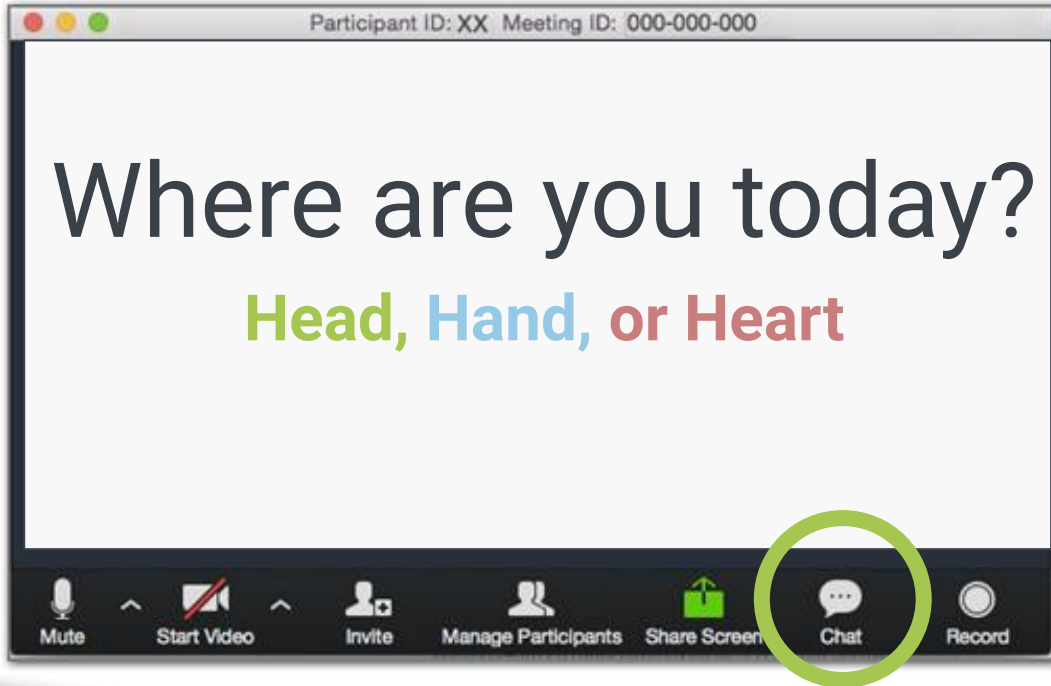 Participant ID: XX Meeting ID: 000-000-000
Where are you today?
Head, Hand, or Heart
Mute Start Video Invite Manage Participants Share Screen Chat Record